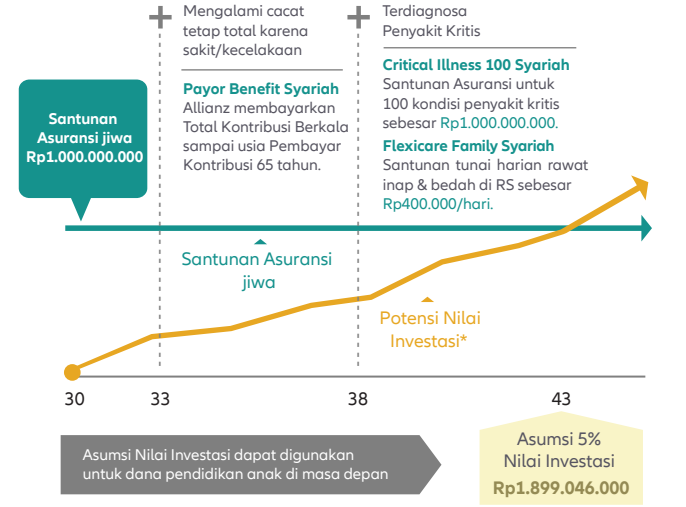 Mengalami cacat
tetap total karena
sakit/kecelakaan
Payor Benefit Syariah
Allianz membayarkan
Total Kontribusi Berkala
sampai usia Pembayar
Kontribusi 65 tahun.
Terdiagnosa
Penyakit Kritis
Critical Illness 100 Syariah
Santunan Asuransi untuk
100 kondisi penyakit kritis
sebesar Rp1.000.000.000.
Flexicare Family Syariah
Santunan tunai harian rawat
inap & bedah di RS sebesar
Rp400.000/hari.
Santunan
Asuransi jiwa
Rp1.000.000.000
Santunan Asuransi
jiwa
Potensi Nilai
Investasi*
30 33 38 43
Asumsi Nilai Investasi dapat digunakan
untuk dana pendidikan anak di masa depan
Asumsi 5%
Nilai Investasi
Rp1.899.046.000